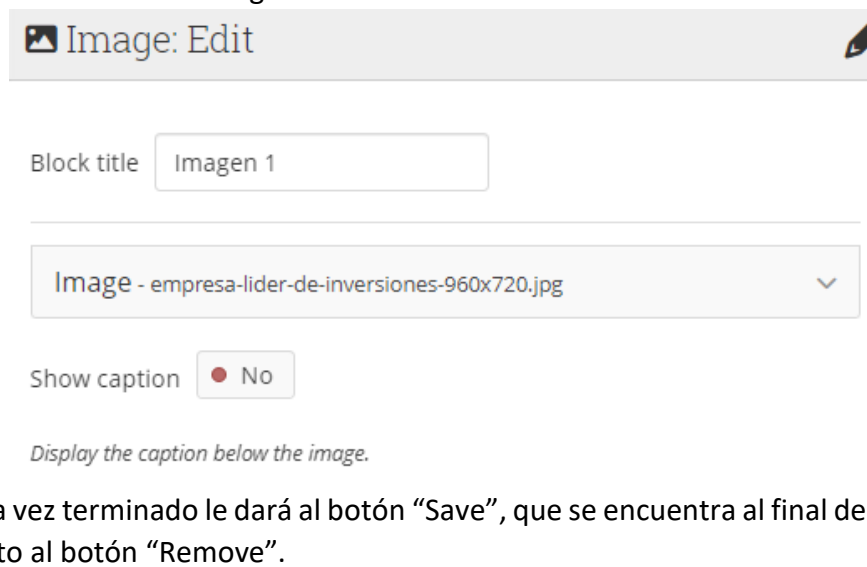 Image: Edit
Block title Imagen 1
Image - empresa-lider-de-inversiones-960x720.jpg
Show caption No
Display the caption below the image.
vez terminado le dará al botón “Save”, que se encuentra al final de
al botón “Remove”.